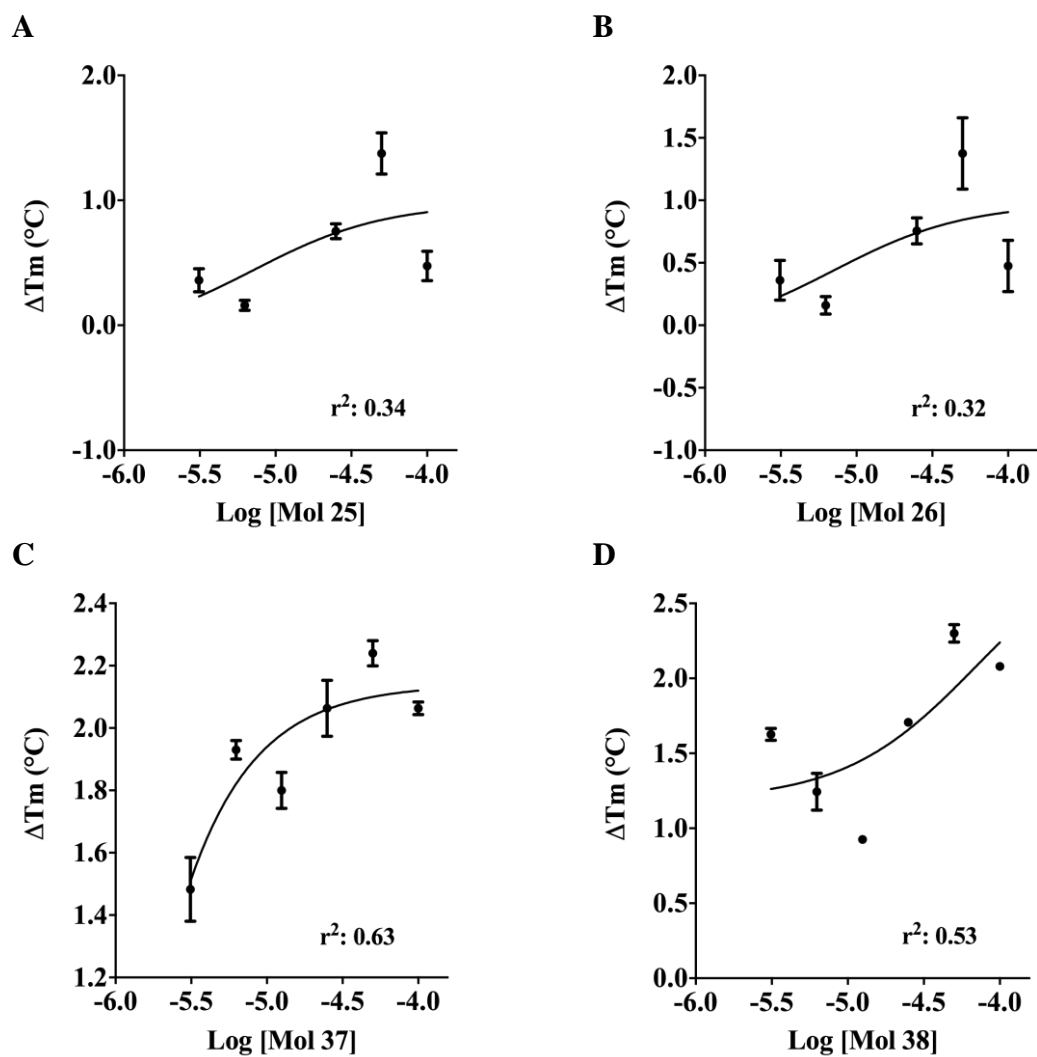 A
2.0
1.0
0.0
-1.0
ΔTm (°C)
r²: 0.34
-6.0 -5.5 -5.0 -4.5 -4.0
Log [Mol 25]
B
2.0
1.5
1.0
0.5
0.0
-0.5
-1.0
ΔTm (°C)
r²: 0.32
-6.0 -5.5 -5.0 -4.5 -4.0
Log [Mol 26]
C
2.4
2.2
2.0
1.8
1.6
1.4
1.2
ΔTm (°C)
r²: 0.63
-6.0 -5.5 -5.0 -4.5 -4.0
Log [Mol 37]
D
2.5
2.0
1.5
1.0
0.5
0.0
ΔTm (°C)
r²: 0.53
-6.0 -5.5 -5.0 -4.5 -4.0
Log [Mol 38]